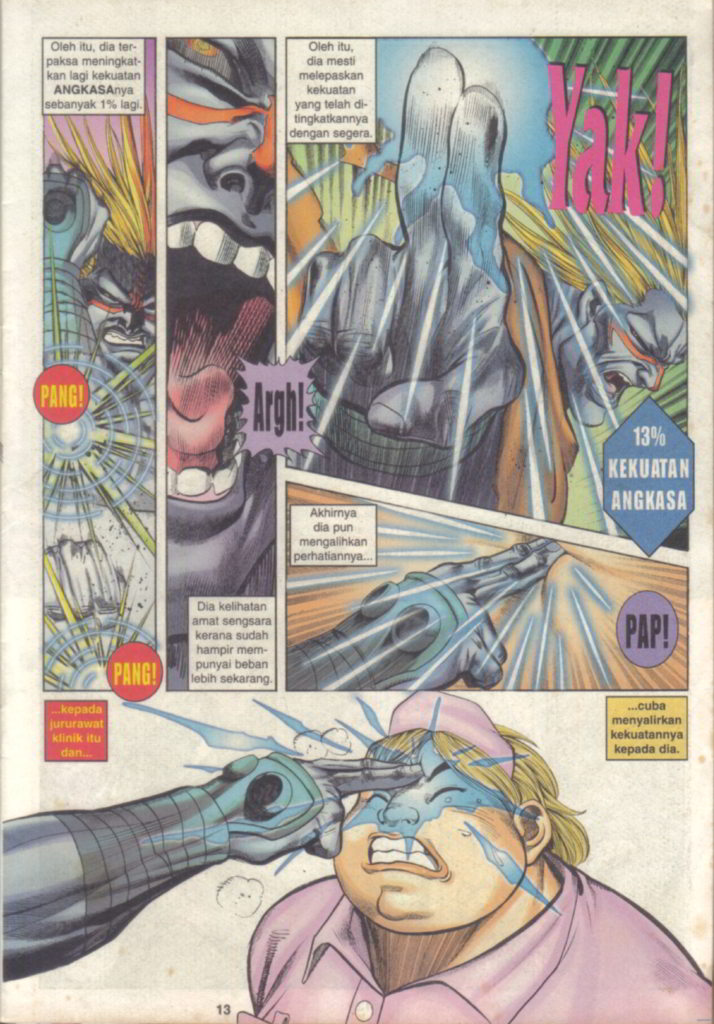 Oleh itu, dia ter-
paksa meningkat-
kan lagi kekuatan
ANGKASAnya
sebanyak 1% lagi.
PANG!
PANG!
Argh!
Dia kelihatan
amat sengsara
kerana sudah
hampir mem-
punyai beban
lebih sekarang.
Oleh itu,
dia mesti
melepaskan
kekuatan
yang telah di-
tingkatkannya
dengan segera.
Yak!
13%
KEKUATAN
ANGKASA
Akhirnya
dia pun
mengalihkan
perhatiannya...
PAP!
...kepada
jururawat
klinik itu
dan...
...cuba
menyalirkan
kekuatannya
kepada dia.
13